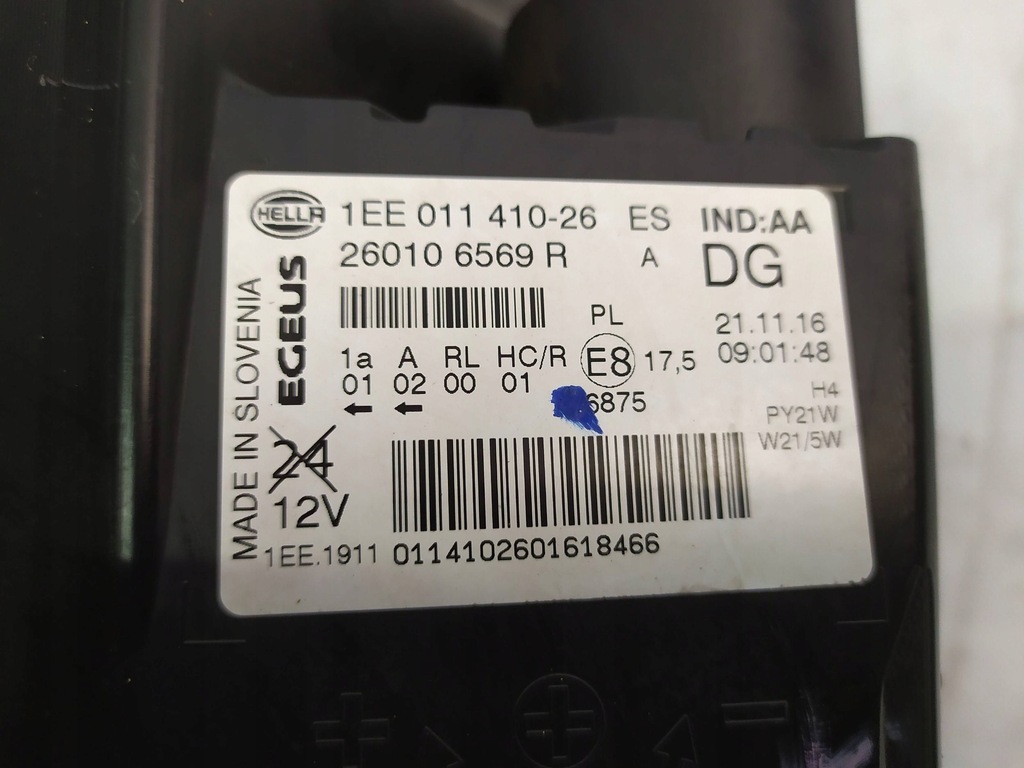 HELLA 1EE 011 410-26 ES IND:AA
26010 6569 R A DG
MADE IN SLOVENIA
EGEUS
PL
21.11.16
09:01:48
1a A RL HC/R E8 17,5
01 02 00 01
6875
H4
PY21W
W21/5W
24
12V
1EE.1911 0114102601618466